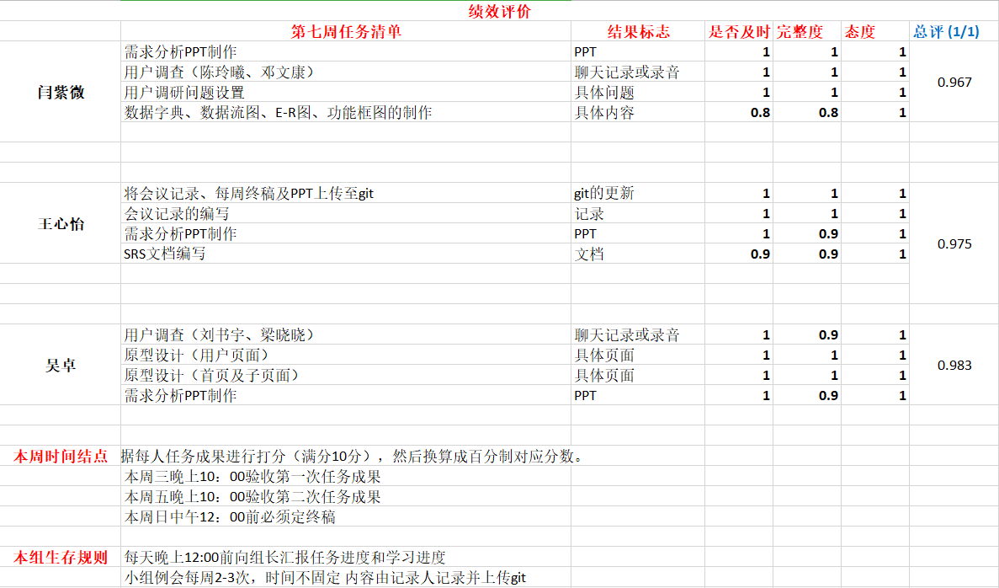 绩效评价
第七周任务清单 结果标志 是否及时 完整度 态度 总评 (1/1)
闫紫微
需求分析PPT制作 PPT 1 1 1
用户调查（陈玲曦、邓文康） 聊天记录或录音 1 1 1
用户调研问题设置 具体问题 1 1 1
数据字典、数据流图、E-R图、功能框图的制作 具体内容 0.8 0.8 1
0.967
王心怡
将会议记录、每周终稿及PPT上传至git git的更新 1 1 1
会议记录的编写 记录 1 1 1
需求分析PPT制作 PPT 1 0.9 1
SRS文档编写 文档 0.9 0.9 1
0.975
吴卓
用户调查（刘书宇、梁晓晓） 聊天记录或录音 1 0.9 1
原型设计（用户页面） 具体页面 1 1 1
原型设计（首页及子页面） 具体页面 1 1 1
需求分析PPT制作 PPT 1 0.9 1
0.983
本周时间结点 据每人任务成果进行打分（满分10分），然后换算成百分制对应分数。
本周三晚上10：00验收第一次任务成果
本周五晚上10：00验收第二次任务成果
本周日中午12：00前必须定终稿
本组生存规则 每天晚上12:00前向组长汇报任务进度和学习进度
小组例会每周2-3次，时间不固定 内容由记录人记录并上传git